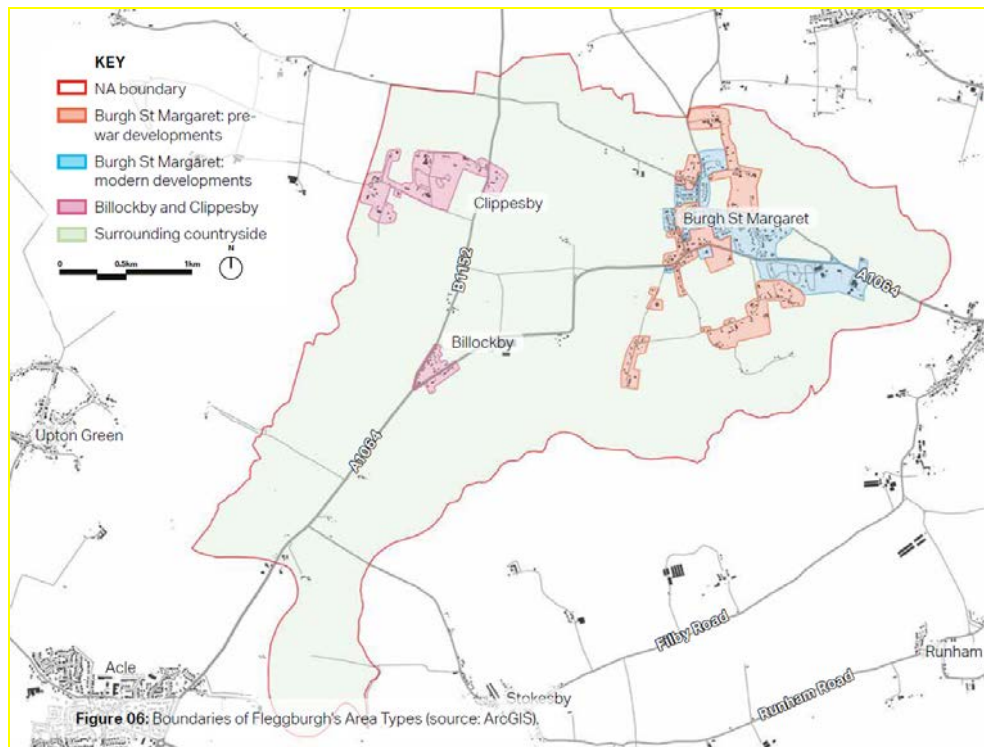 KEY
NA boundary
Burgh St Margaret: pre-
war developments
Burgh St Margaret:
modern developments
Billockby and Clippesby
Surrounding countryside
0
0.5km
1km
N
Clippesby
Burgh St Margaret
B1152
A1064
Billockby
Upton Green
A1064
Filby Road
Runham
Acle
Stokesby
Runham Road
Figure 06: Boundaries of Fleggburgh's Area Types (source: ArcGIS).